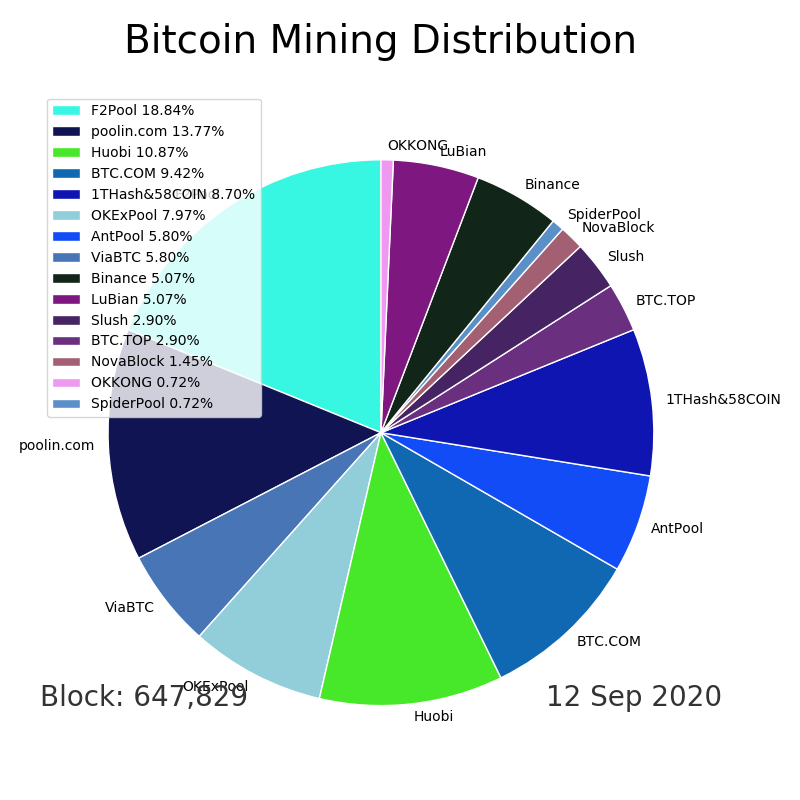 Bitcoin Mining Distribution
F2Pool 18.84%
poolin.com 13.77%
Huobi 10.87%
BTC.COM 9.42%
1THash&58COIN 8.70%
OKExPool 7.97%
AntPool 5.80%
ViaBTC 5.80%
Binance 5.07%
LuBian 5.07%
Slush 2.90%
BTC.TOP 2.90%
NovaBlock 1.45%
OKKONG 0.72%
SpiderPool 0.72%
OKKONG
LuBian
Binance
SpiderPool
NovaBlock
Slush
BTC.TOP
1THash&58COIN
poolin.com
AntPool
ViaBTC
BTC.COM
OKExPool
Huobi
Block: 647,829
12 Sep 2020